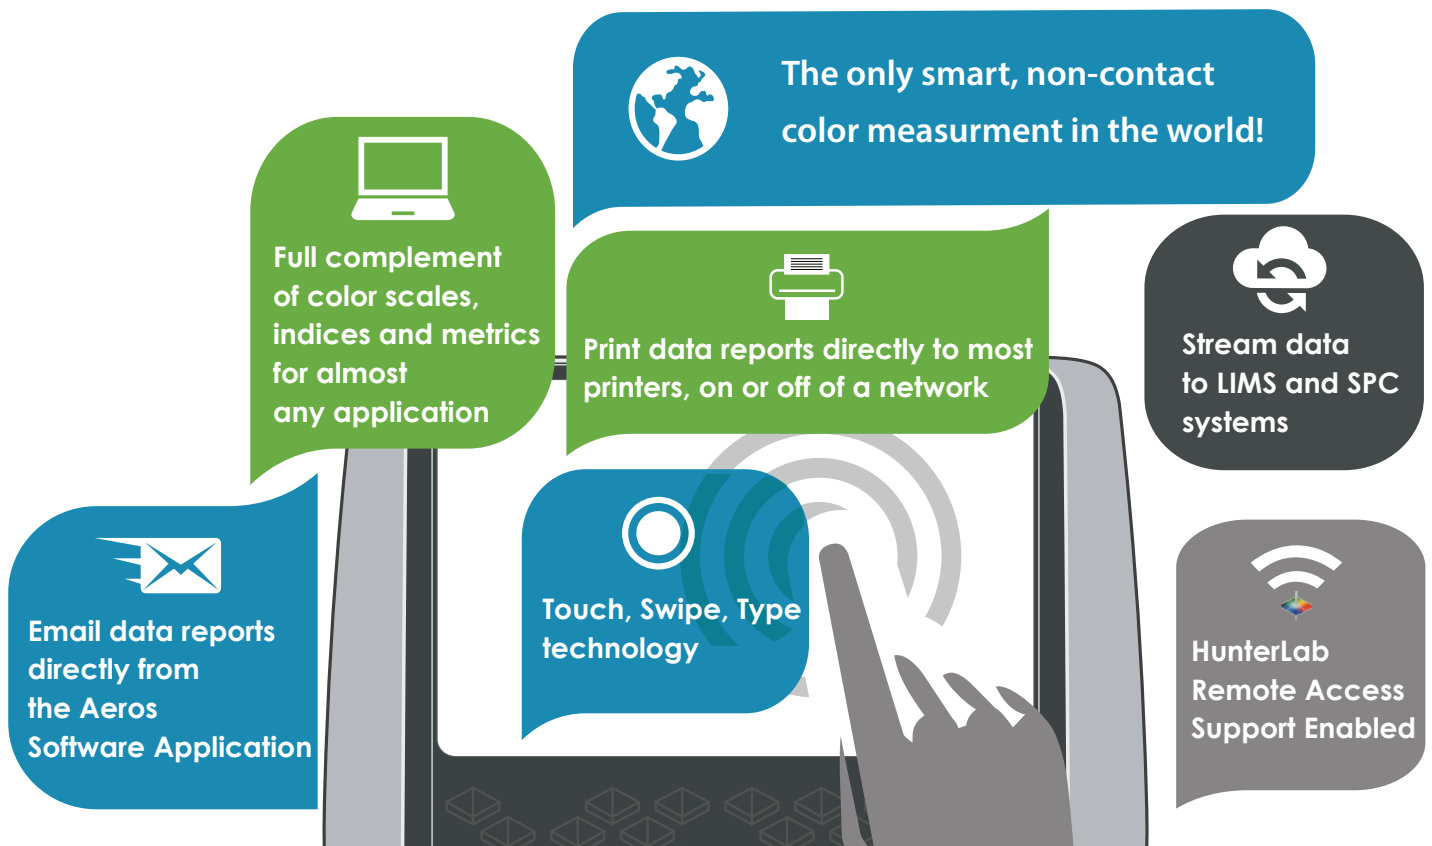 The only smart, non-contact
color measurment in the world!
Full complement
of color scales,
indices and metrics
for almost
any application
Print data reports directly to most
printers, on or off of a network
Stream data
to LIMS and SPC
systems
Email data reports
directly from
the Aeros
Software Application
Touch, Swipe, Type
technology
HunterLab
Remote Access
Support Enabled